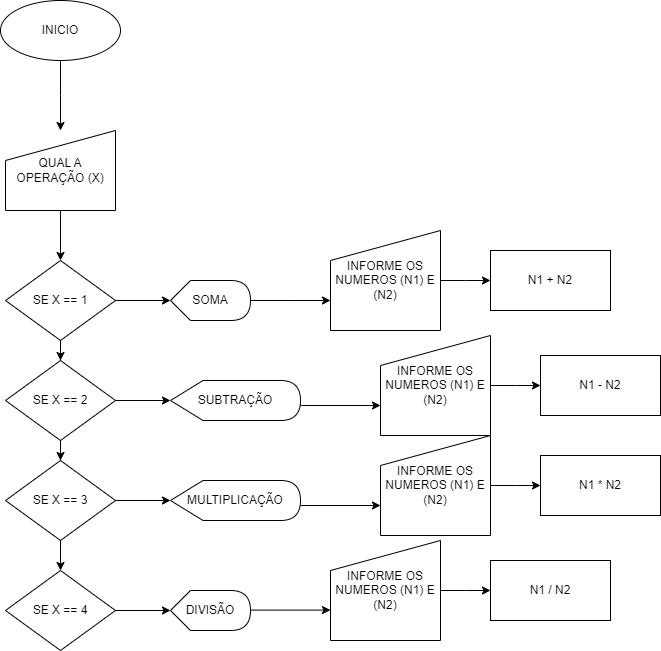 INICIO
QUAL A
OPERAÇÃO (X)
SE X == 1
SOMA
INFORME OS
NUMEROS (N1) E
(N2)
N1 + N2
SE X == 2
SUBTRAÇÃO
INFORME OS
NUMEROS (N1) E
(N2)
N1 - N2
SE X == 3
MULTIPLICAÇÃO
INFORME OS
NUMEROS (N1) E
(N2)
N1 * N2
SE X == 4
DIVISÃO
INFORME OS
NUMEROS (N1) E
(N2)
N1 / N2